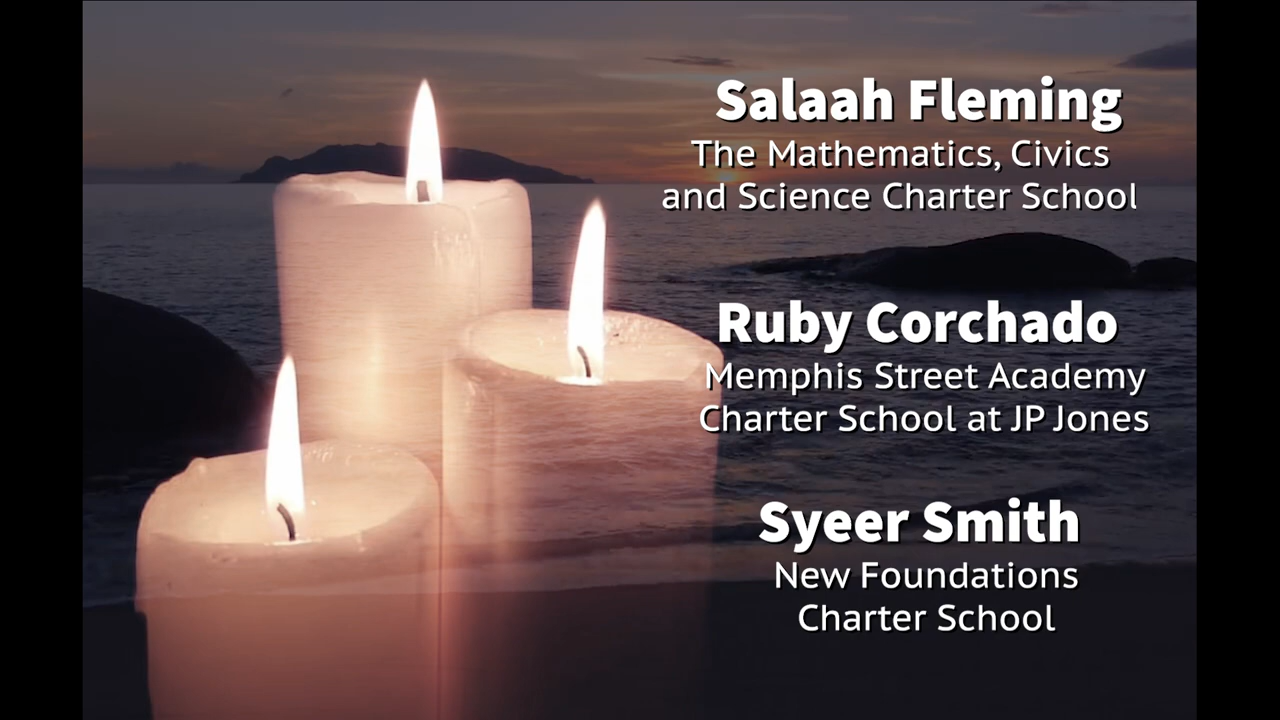 Salaah Fleming
The Mathematics, Civics
and Science Charter School
Ruby Corchado
Memphis Street Academy
Charter School at JP Jones
Syeer Smith
New Foundations
Charter School